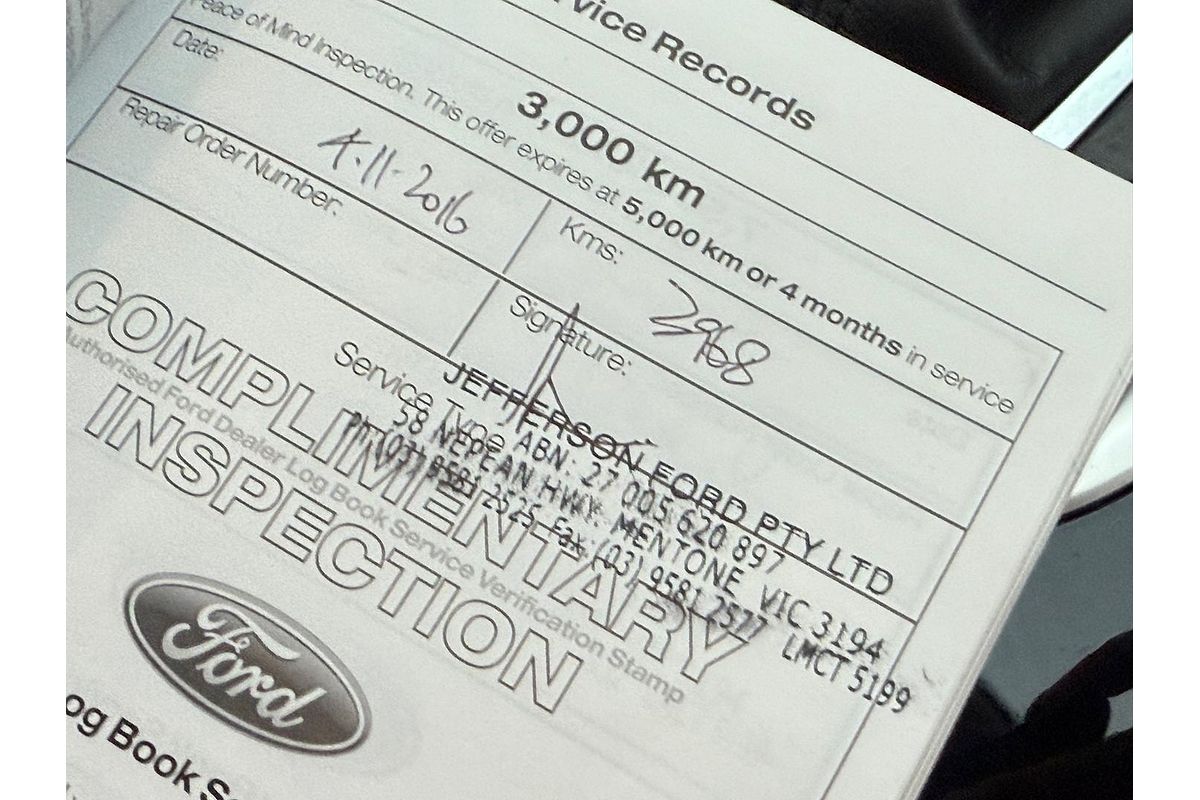 vice Records
3,000 km
Peace of Mind Inspection. This offer expires at 5,000 km or 4 months in service
Date:
4-11-2016
Kms:
2968
Repair Order Number:
Signature:
Service Type
JEFFERSON FORD PTY LTD
ABN: 27 005 620 897
58 NEPEAN HWY. MENTONE VIC 3194
Ph (03) 9581 2525 Fax (03) 9581 2577 LMCT 5199
COMPLIMENTARY
Authorised Ford Dealer Log Book Service Verification Stamp
INSPECTION
Ford
og Book S